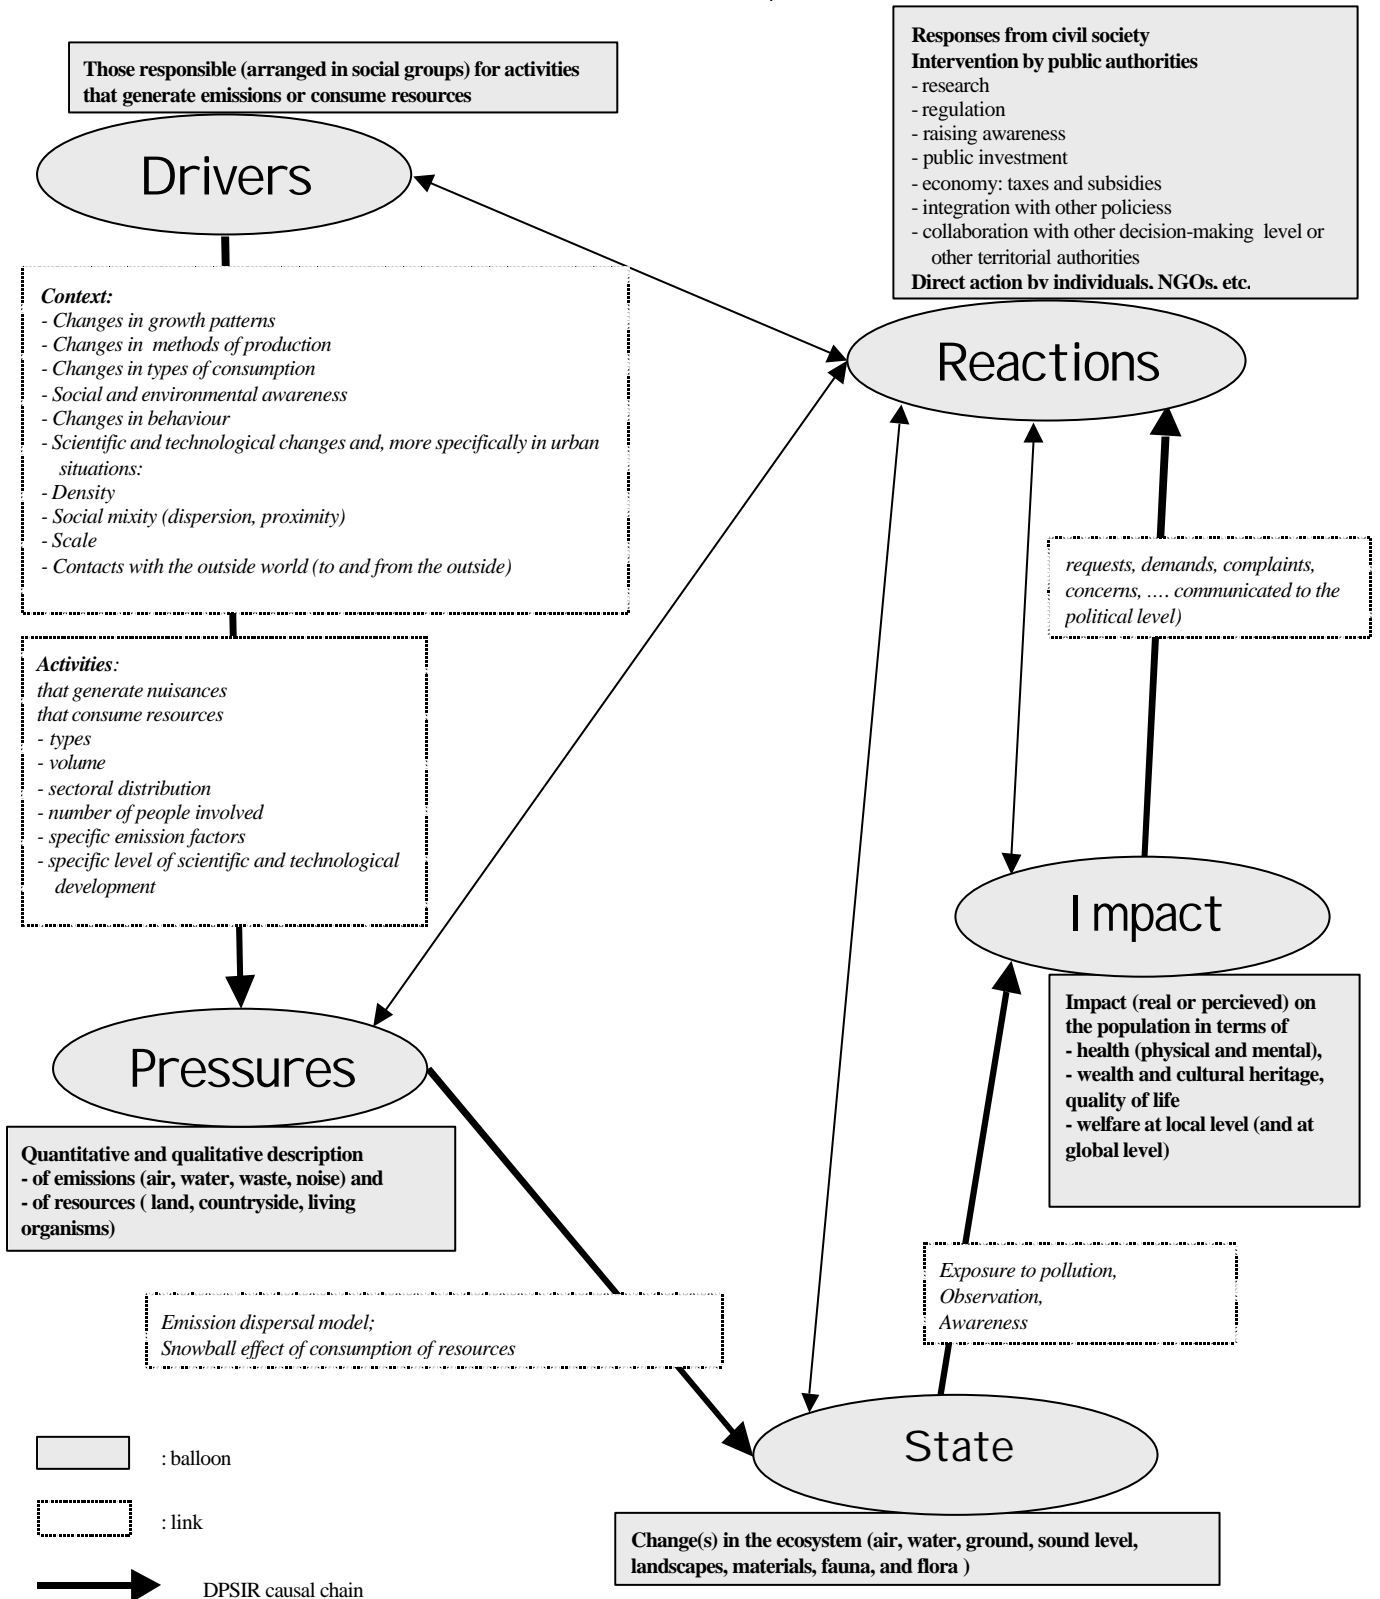 Those responsible (arranged in social groups) for activities
that generate emissions or consume resources
Drivers
Context:
- Changes in growth patterns
- Changes in methods of production
- Changes in types of consumption
- Social and environmental awareness
- Changes in behaviour
- Scientific and technological changes and, more specifically in urban
situations:
- Density
- Social mixity (dispersion, proximity)
- Scale
- Contacts with the outside world (to and from the outside)
Activities:
that generate nuisances
that consume resources
- types
- volume
- sectoral distribution
- number of people involved
- specific emission factors
- specific level of scientific and technological
development
Pressures
Quantitative and qualitative description
- of emissions (air, water, waste, noise) and
- of resources ( land, countryside, living
organisms)
Emission dispersal model;
Snowball effect of consumption of resources
Responses from civil society
Intervention by public authorities
- research
- regulation
- raising awareness
- public investment
- economy: taxes and subsidies
- integration with other policiess
- collaboration with other decision-making level or
other territorial authorities
Direct action by individuals, NGOs, etc.
Reactions
requests, demands, complaints,
concerns, .... communicated to the
political level)
Impact
Impact (real or percieved) on
the population in terms of
- health (physical and mental),
- wealth and cultural heritage,
quality of life
- welfare at local level (and at
global level)
Exposure to pollution,
Observation,
Awareness
State
Change(s) in the ecosystem (air, water, ground, sound level,
landscapes, materials, fauna, and flora )
: balloon
: link
DPSIR causal chain